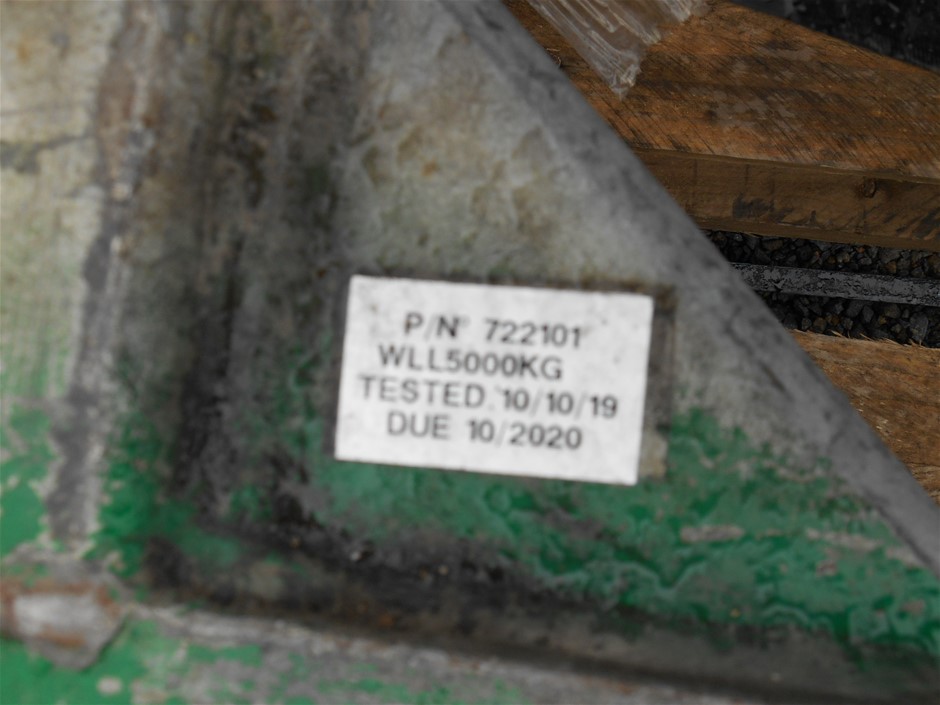 P/N° 722101
WLL5000KG
TESTED. 10/10/19
DUE 10/2020